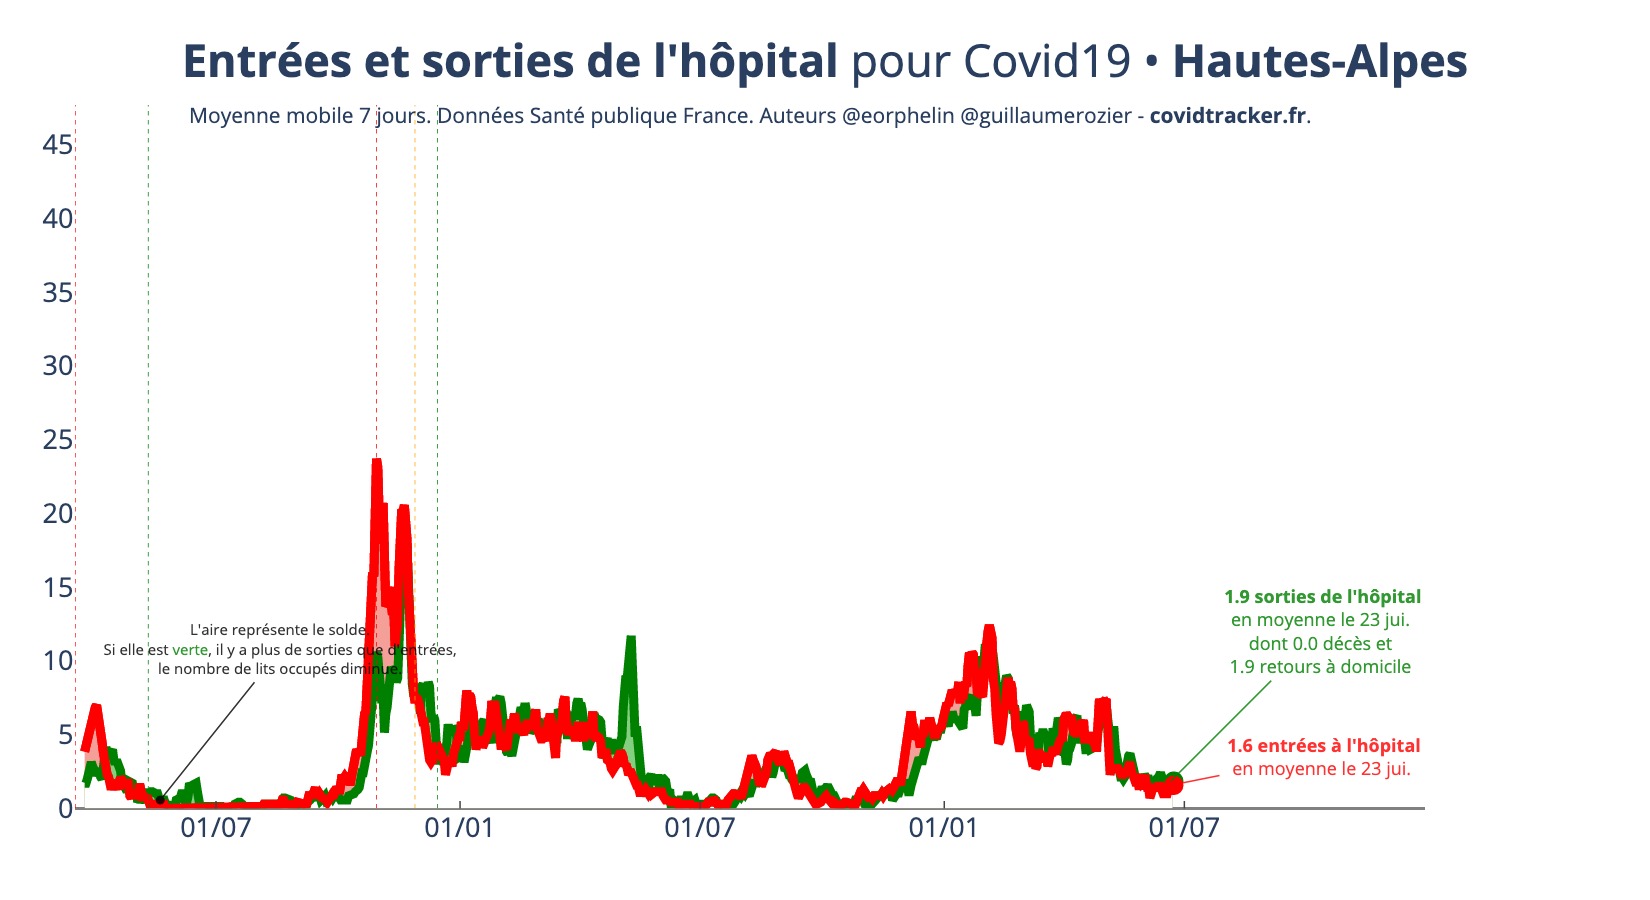 Entrées et sorties de l'hôpital pour Covid19 • Hautes-Alpes
Moyenne mobile 7 jours. Données Santé publique France. Auteurs @eorphelin @guillaumerozier - covidtracker.fr.
45
40
35
30
25
20
15
10
5
0
L'aire représente le solde.
Si elle est verte, il y a plus de sorties que d'entrées,
le nombre de lits occupés diminue.
1.9 sorties de l'hôpital
en moyenne le 23 jui.
dont 0.0 décès et
1.9 retours à domicile
1.6 entrées à l'hôpital
en moyenne le 23 jui.
01/07
01/01
01/07
01/01
01/07